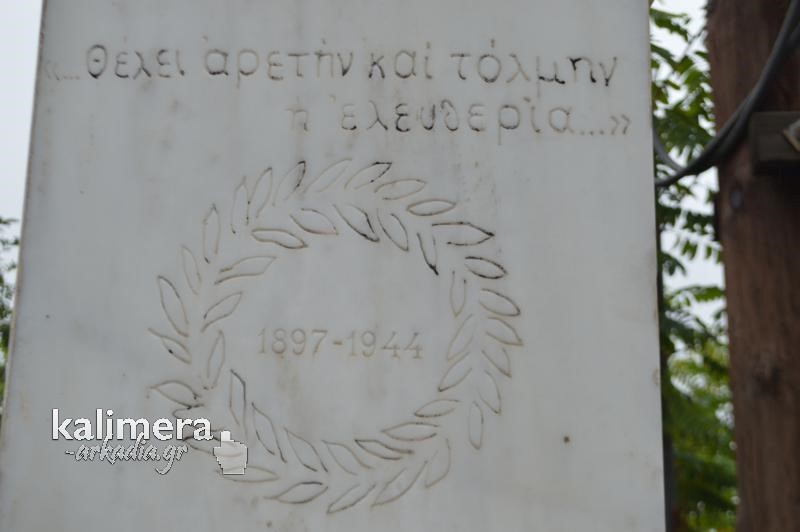 «...Θέλει ἀρετὴν καὶ τόλμην
ἡ ἐλευθερία...»
1897-1944
kalimera
-arkadia.gr